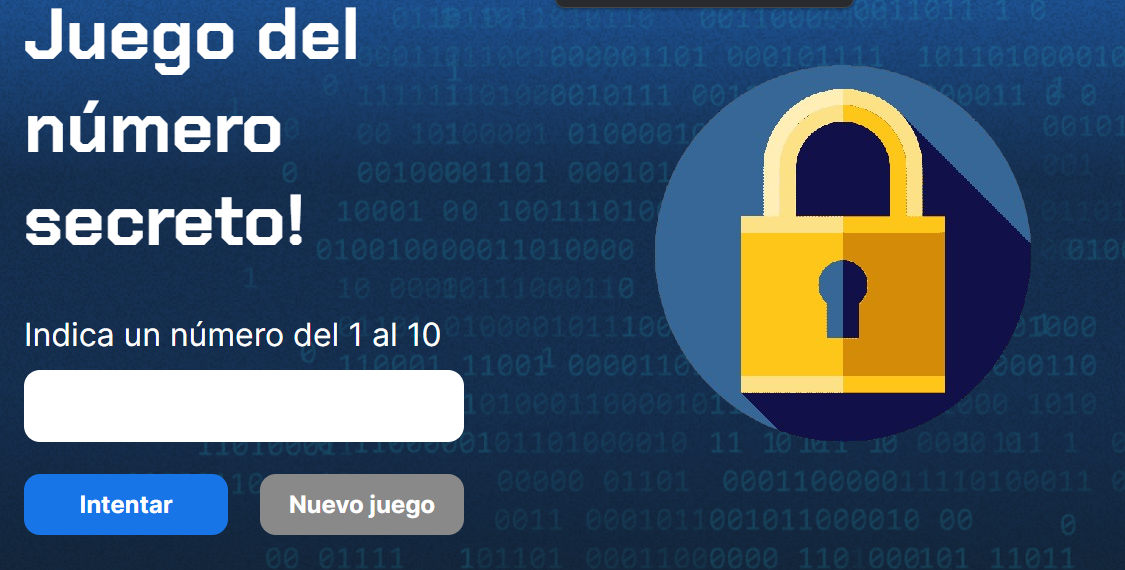 Juego del
número
secreto!
Indica un número del 1 al 10
Intentar
Nuevo juego